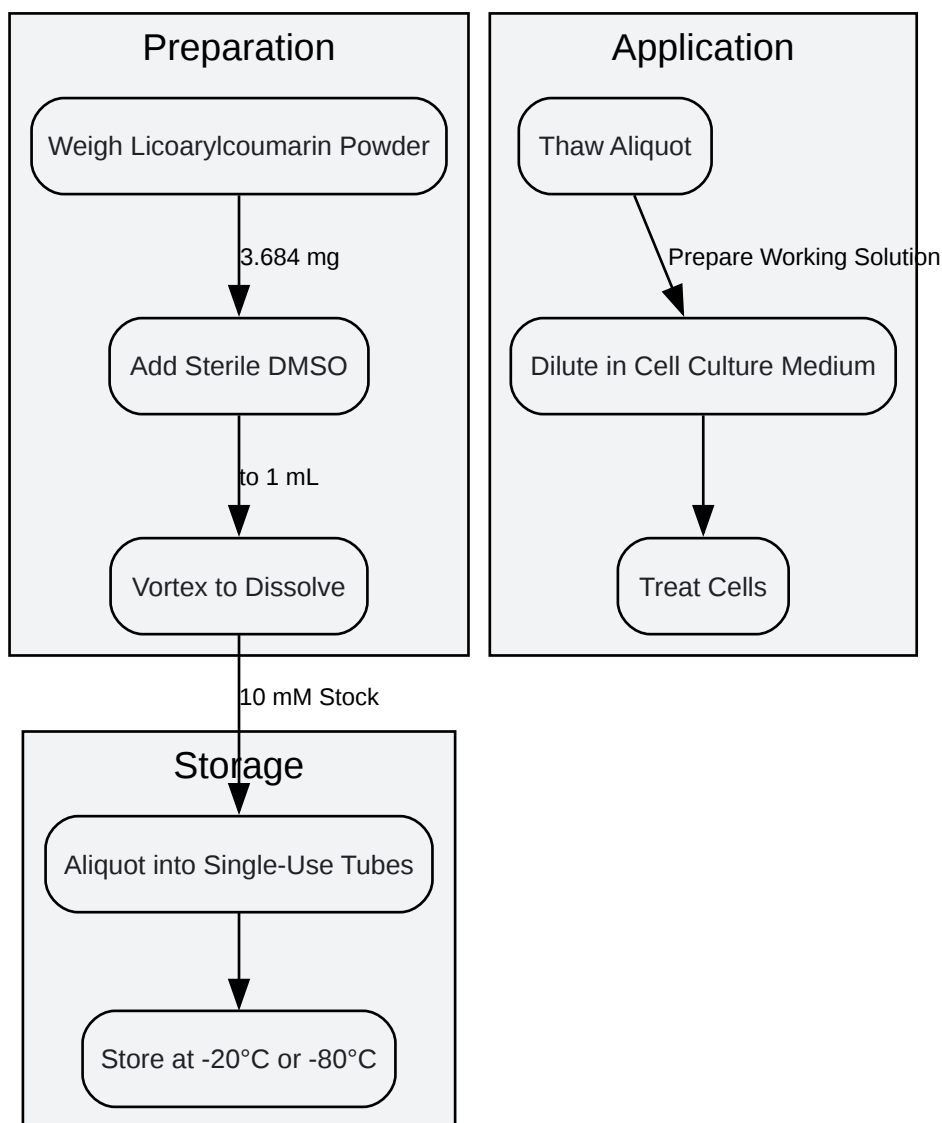 Preparation
Weigh Licoarylcoumarin Powder
3.684 mg
Add Sterile DMSO
to 1 mL
Vortex to Dissolve
10 mM Stock
Storage
Aliquot into Single-Use Tubes
Store at -20°C or -80°C
Application
Thaw Aliquot
Prepare Working Solution
Dilute in Cell Culture Medium
Treat Cells